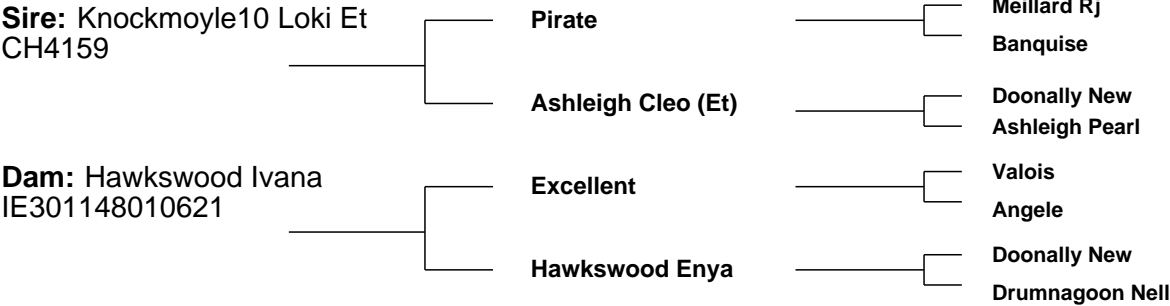 Sire: Knockmoyle10 Loki Et
CH4159
Pirate
Meillard Rj
Banquise
Ashleigh Cleo (Et)
Doonally New
Ashleigh Pearl
Dam: Hawkswood Ivana
IE301148010621
Excellent
Valois
Angele
Hawkswood Enya
Doonally New
Drumnagoon Nell